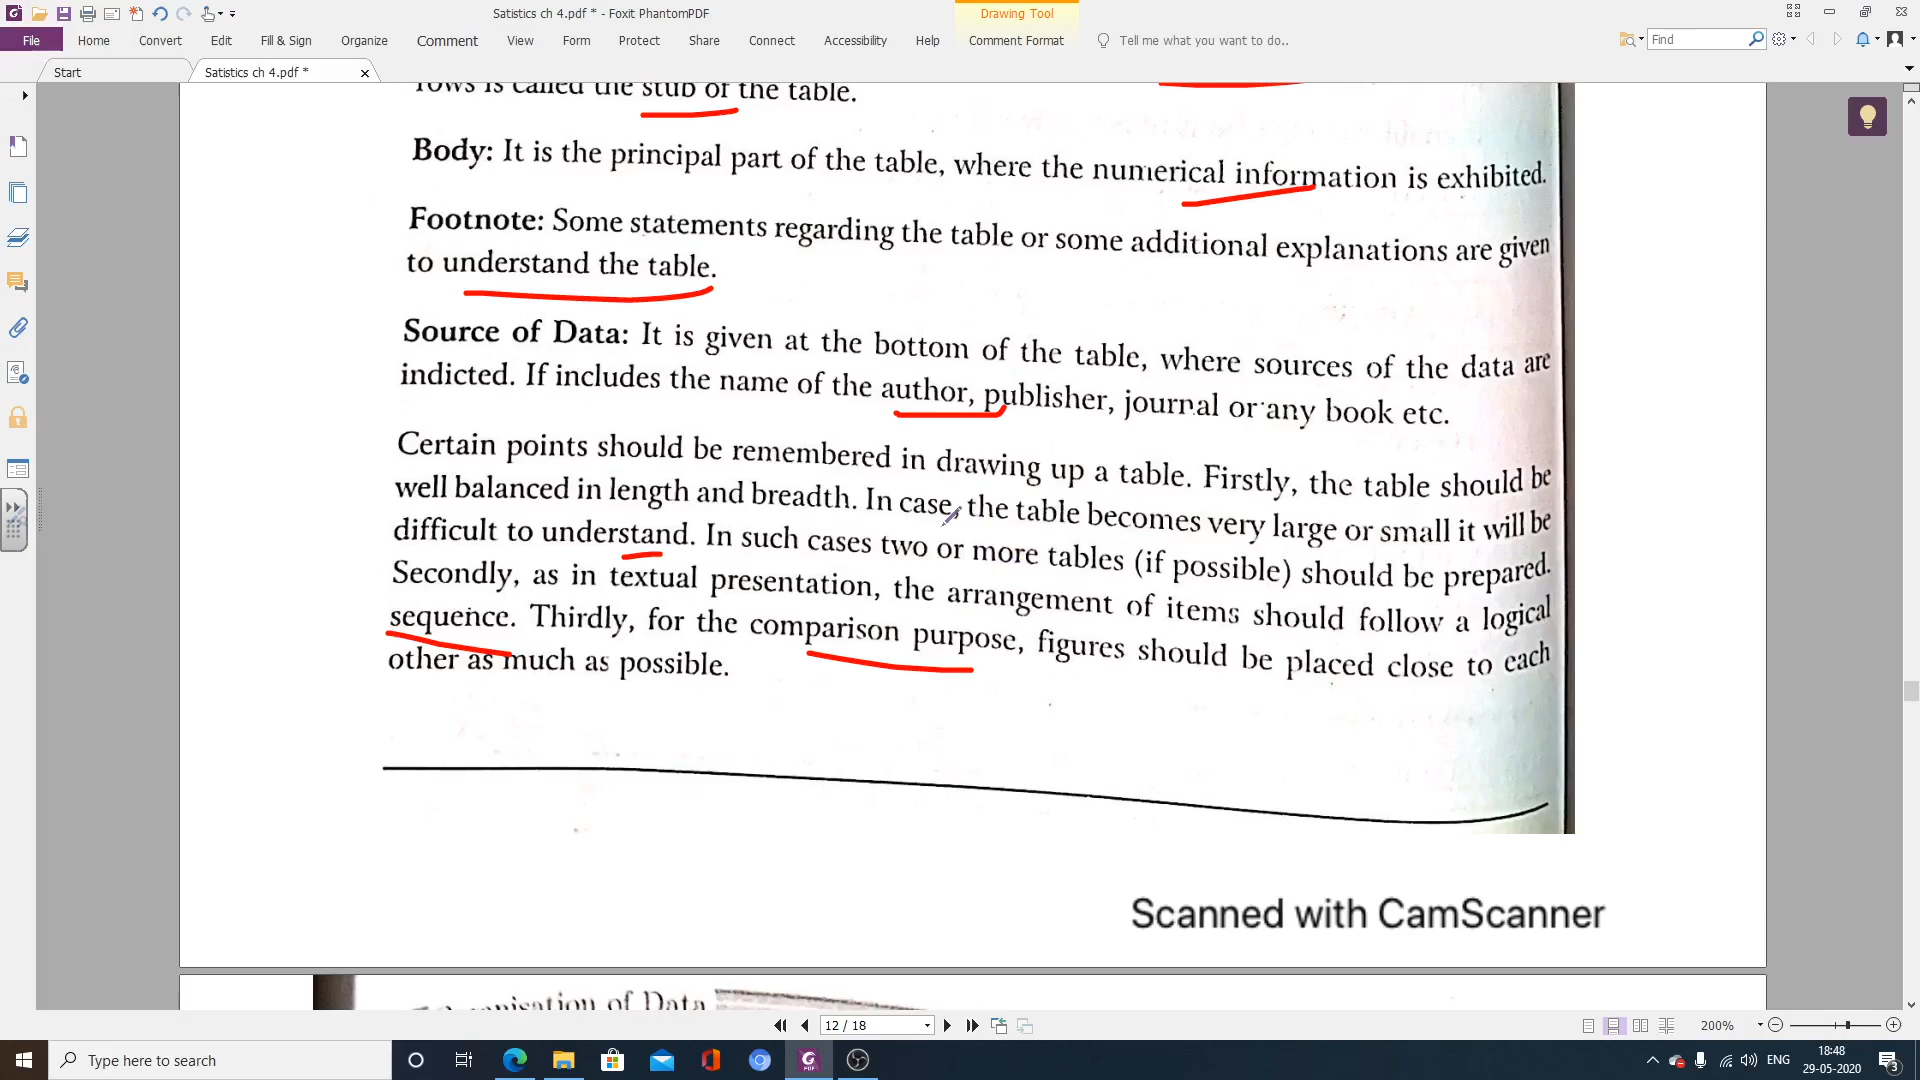 Satistics ch 4.pdf * - Foxit PhantomPDF
Drawing Tool
File Home Convert Edit Fill & Sign Organize Comment View Form Protect Share Connect Accessibility Help Comment Format Tell me what you want to do.. Find
Start Satistics ch 4.pdf *
rows is called the stub of the table.
Body: It is the principal part of the table, where the numerical information is exhibited.
Footnote: Some statements regarding the table or some additional explanations are given
to understand the table.
Source of Data: It is given at the bottom of the table, where sources of the data are
indicted. If includes the name of the author, publisher, journal or any book etc.
Certain points should be remembered in drawing up a table. Firstly, the table should be
well balanced in length and breadth. In case, the table becomes very large or small it will be
difficult to understand. In such cases two or more tables (if possible) should be prepared.
Secondly, as in textual presentation, the arrangement of items should follow a logical
sequence. Thirdly, for the comparison purpose, figures should be placed close to each
other as much as possible.
Scanned with CamScanner
of Data
12 / 18
200%
Type here to search
ENG
18:48
29-05-2020
3